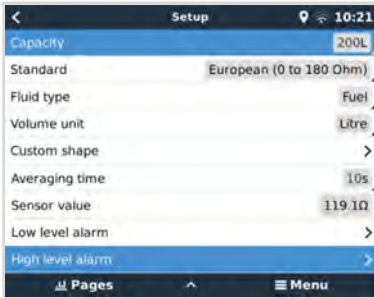 Setup 10:21
Capacity 200L
Standard European (0 to 180 Ohm)
Fluid type Fuel
Volume unit Litre
Custom shape
Averaging time 10s
Sensor value 119.1Ω
Low level alarm
High level alarm
Pages Menu